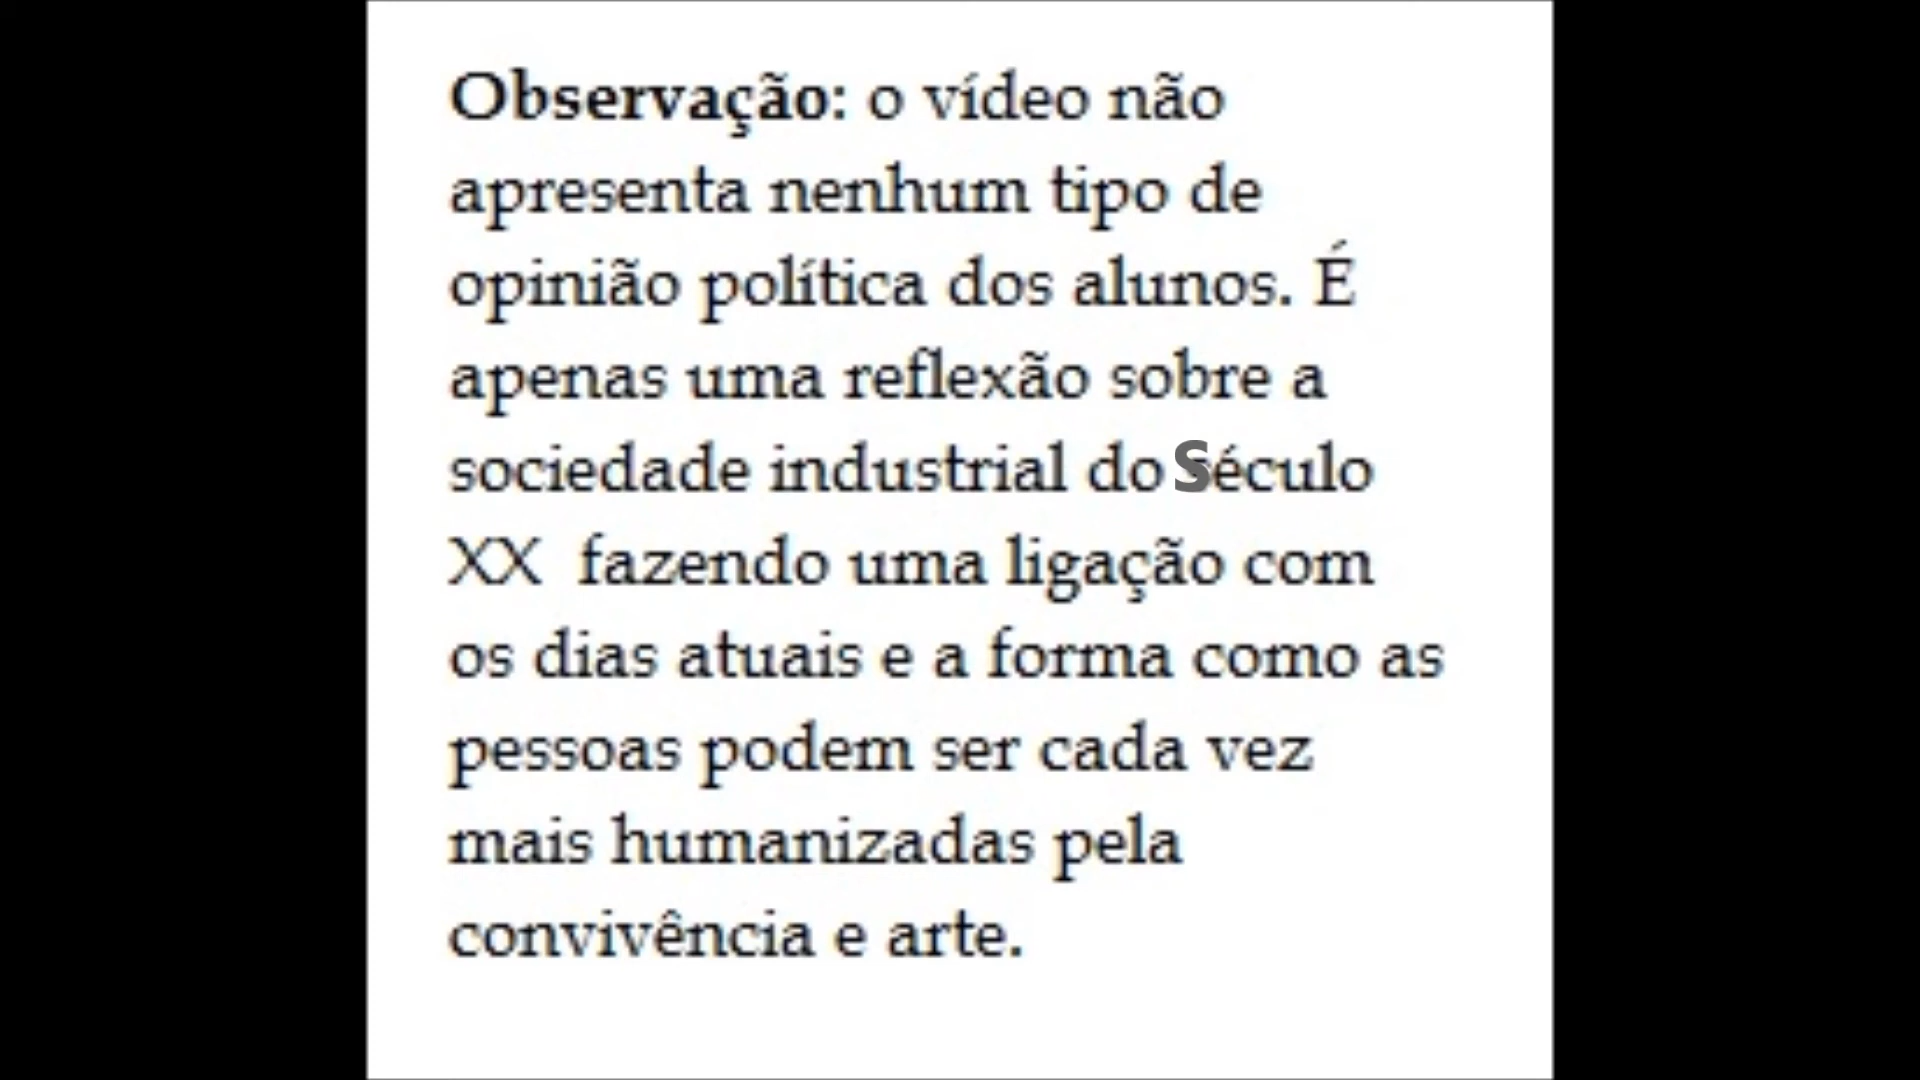 Observação: o vídeo não
apresenta nenhum tipo de
opinião política dos alunos. É
apenas uma reflexão sobre a
sociedade industrial do Século
XX fazendo uma ligação com
os dias atuais e a forma como as
pessoas podem ser cada vez
mais humanizadas pela
convivência e arte.